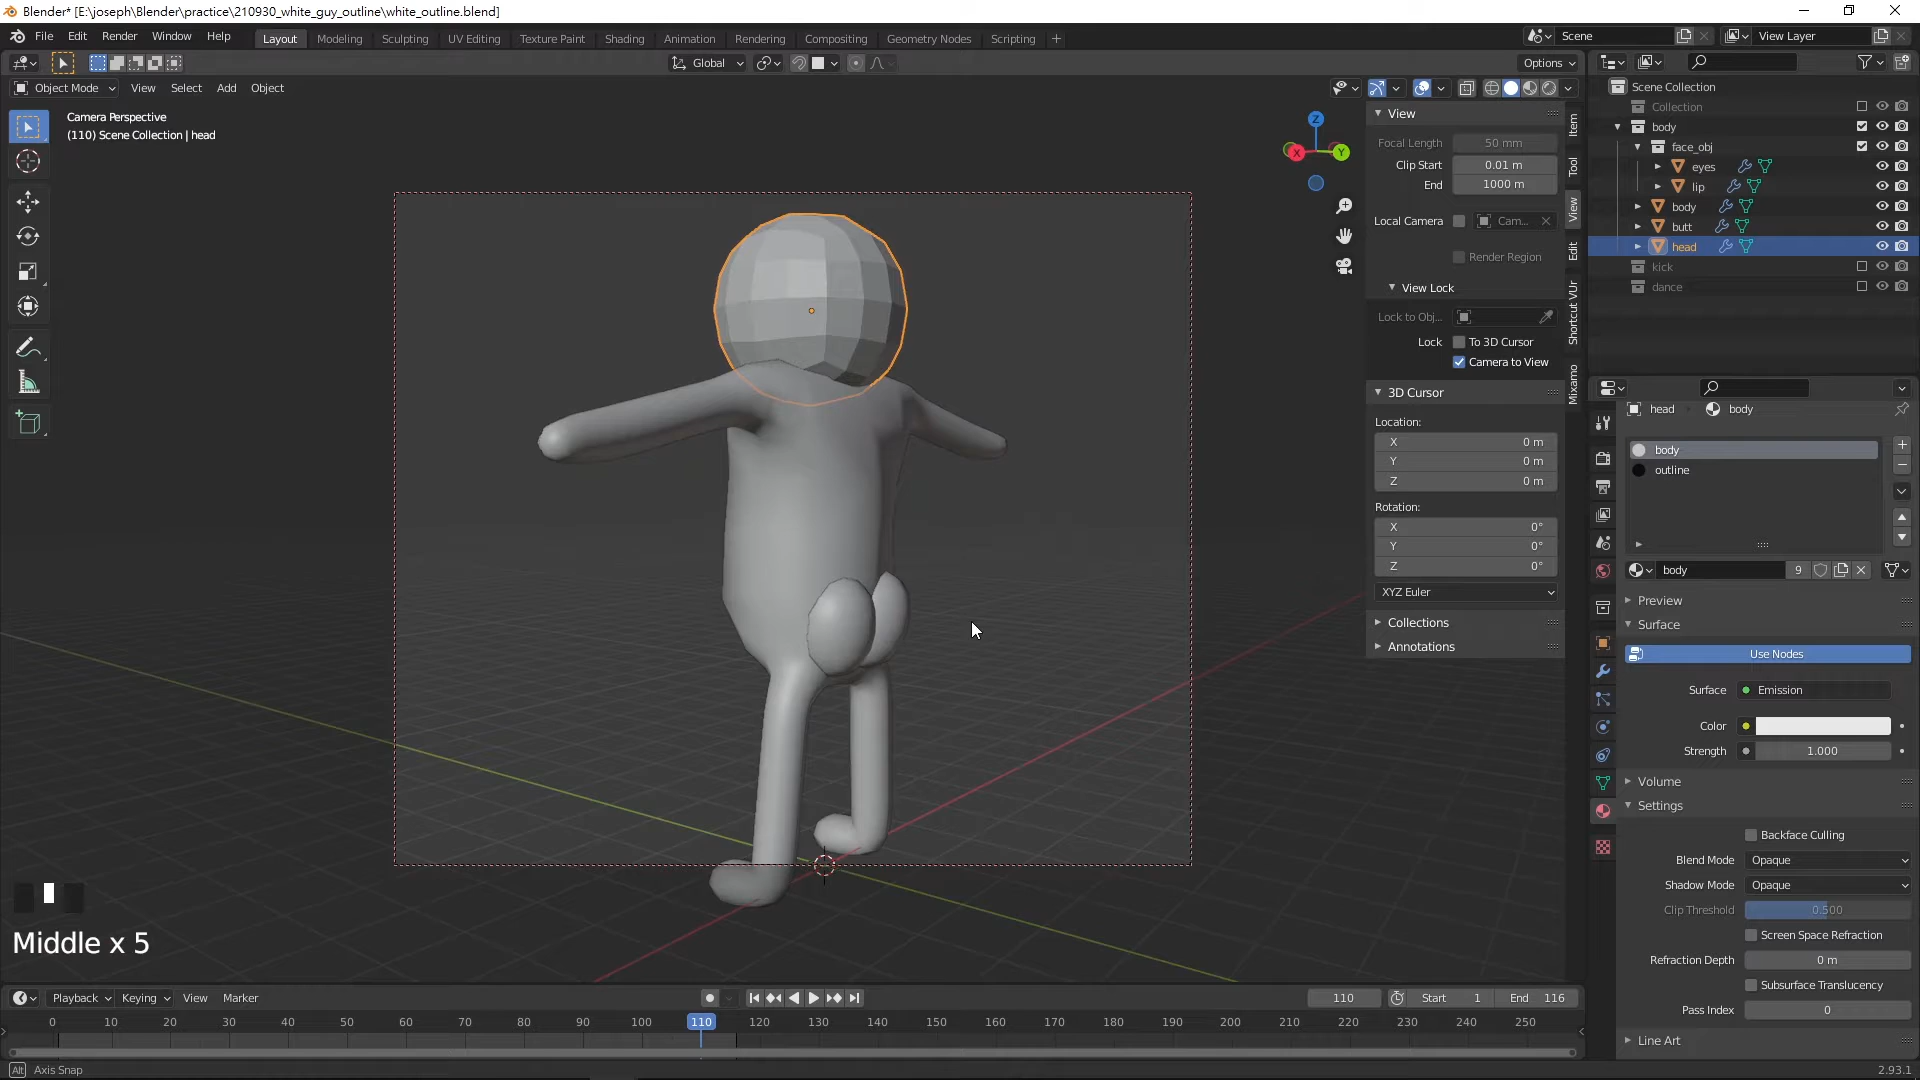 Blender* [E:\joseph\Blender\practice\210930_white_guy_outline\white_outline.blend]
File Edit Render Window Help Layout Modeling Sculpting UV Editing Texture Paint Shading Animation Rendering Compositing Geometry Nodes Scripting + Scene View Layer
Global Options
Object Mode View Select Add Object
Camera Perspective
(110) Scene Collection | head
Z
X Y
View
Focal Length 50 mm
Clip Start 0.01 m
End 1000 m
Local Camera Cam...
Render Region
View Lock
Lock to Obj...
Lock To 3D Cursor
Camera to View
3D Cursor
Location:
X 0 m
Y 0 m
Z 0 m
Rotation:
X 0°
Y 0°
Z 0°
XYZ Euler
Collections
Annotations
Item
Tool
View
Edit
Shortcut VUr
Mixamo
Scene Collection
Collection
body
face_obj
eyes
lip
body
butt
head
kick
dance
head body
body
outline
body 9
Preview
Surface
Use Nodes
Surface Emission
Color
Strength 1.000
Volume
Settings
Backface Culling
Blend Mode Opaque
Shadow Mode Opaque
Clip Threshold 0.500
Screen Space Refraction
Refraction Depth 0 m
Subsurface Translucency
Pass Index 0
Line Art
Middle x 5
Playback Keying View Marker 110 Start 1 End 116
0 10 20 30 40 50 60 70 80 90 100 110 120 130 140 150 160 170 180 190 200 210 220 230 240 250
Alt Axis Snap 2.93.1